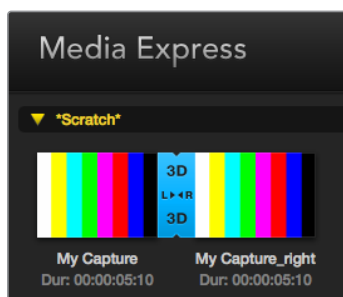 Media Express
*Scratch*
3D
L R
3D
My Capture My Capture_right
Dur: 00:00:05:10 Dur: 00:00:05:10